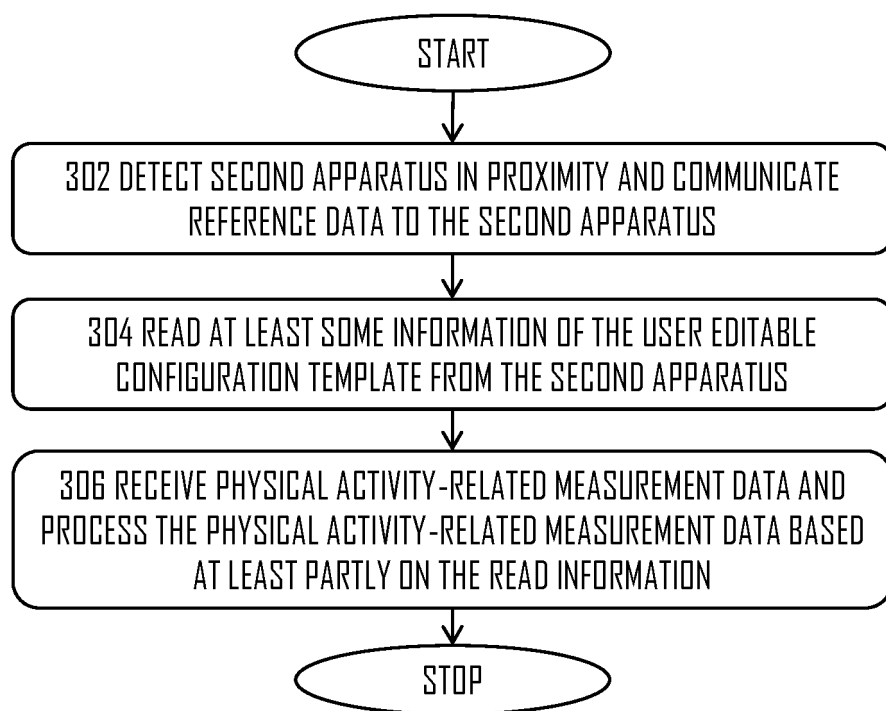 START
302 DETECT SECOND APPARATUS IN PROXIMITY AND COMMUNICATE
REFERENCE DATA TO THE SECOND APPARATUS
304 READ AT LEAST SOME INFORMATION OF THE USER EDITABLE
CONFIGURATION TEMPLATE FROM THE SECOND APPARATUS
306 RECEIVE PHYSICAL ACTIVITY-RELATED MEASUREMENT DATA AND
PROCESS THE PHYSICAL ACTIVITY-RELATED MEASUREMENT DATA BASED
AT LEAST PARTLY ON THE READ INFORMATION
STOP